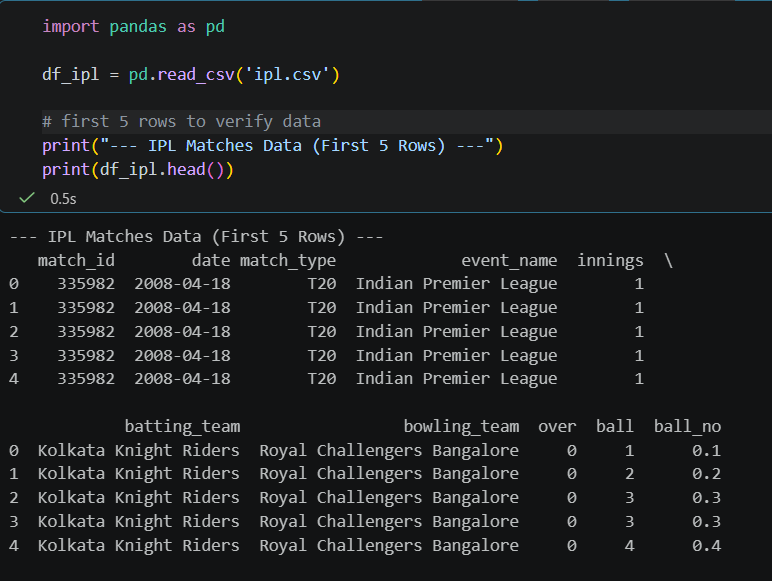 import pandas as pd
df_ipl = pd.read_csv('ipl.csv')
# first 5 rows to verify data
print("--- IPL Matches Data (First 5 Rows) ---")
print(df_ipl.head())
0.5s
--- IPL Matches Data (First 5 Rows) ---
match_id date match_type event_name innings \
0 335982 2008-04-18 T20 Indian Premier League 1
1 335982 2008-04-18 T20 Indian Premier League 1
2 335982 2008-04-18 T20 Indian Premier League 1
3 335982 2008-04-18 T20 Indian Premier League 1
4 335982 2008-04-18 T20 Indian Premier League 1
batting_team bowling_team over ball ball_no
0 Kolkata Knight Riders Royal Challengers Bangalore 0 1 0.1
1 Kolkata Knight Riders Royal Challengers Bangalore 0 2 0.2
2 Kolkata Knight Riders Royal Challengers Bangalore 0 3 0.3
3 Kolkata Knight Riders Royal Challengers Bangalore 0 3 0.3
4 Kolkata Knight Riders Royal Challengers Bangalore 0 4 0.4